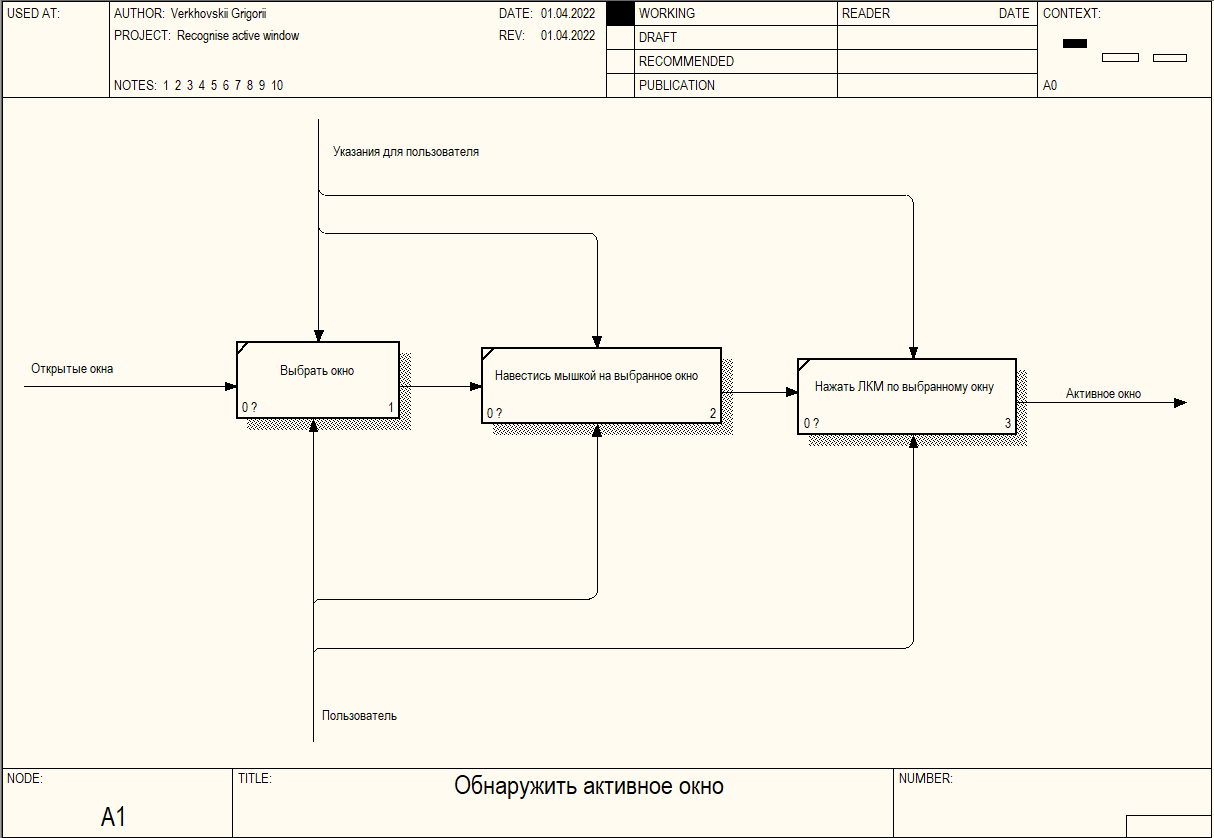 USED AT:
AUTHOR: Verkhovskii Grigorii
DATE: 01.04.2022
PROJECT: Recognise active window
REV: 01.04.2022
NOTES: 1 2 3 4 5 6 7 8 9 10
WORKING
DRAFT
RECOMMENDED
PUBLICATION
READER
DATE
CONTEXT:
A0
Указания для пользователя
Открытые окна
Выбрать окно
0 ?
1
Навестись мышкой на выбранное окно
0 ?
2
Нажать ЛКМ по выбранному окну
0 ?
3
Активное окно
Пользователь
NODE:
A1
TITLE:
Обнаружить активное окно
NUMBER: